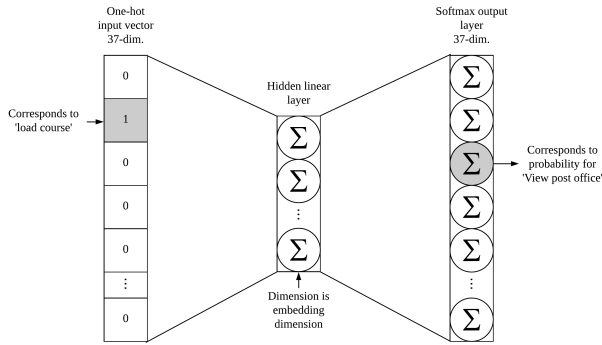 One-hot
input vector
37-dim.
Softmax output
layer
37-dim.
Hidden linear
layer
Corresponds to
'load course'
0
1
0
0
0
⋮
0
Σ
Σ
⋮
Σ
Dimension is
embedding
dimension
Σ
Σ
Σ
Σ
Σ
⋮
Σ
Corresponds to
probability for
'View post office'